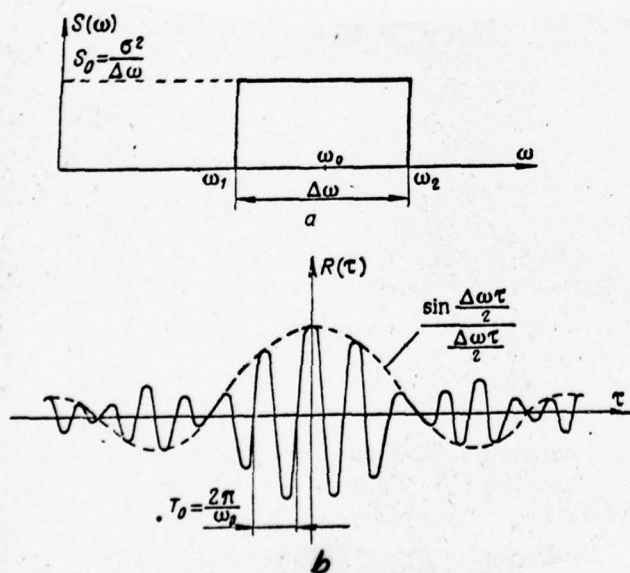 S(ω)
S₀ = σ²/Δω
ω₁ ω₀ ω₂ ω
Δω
a
R(τ)
sin Δωτ/2 / Δωτ/2
τ
T₀ = 2π/ω₀
b